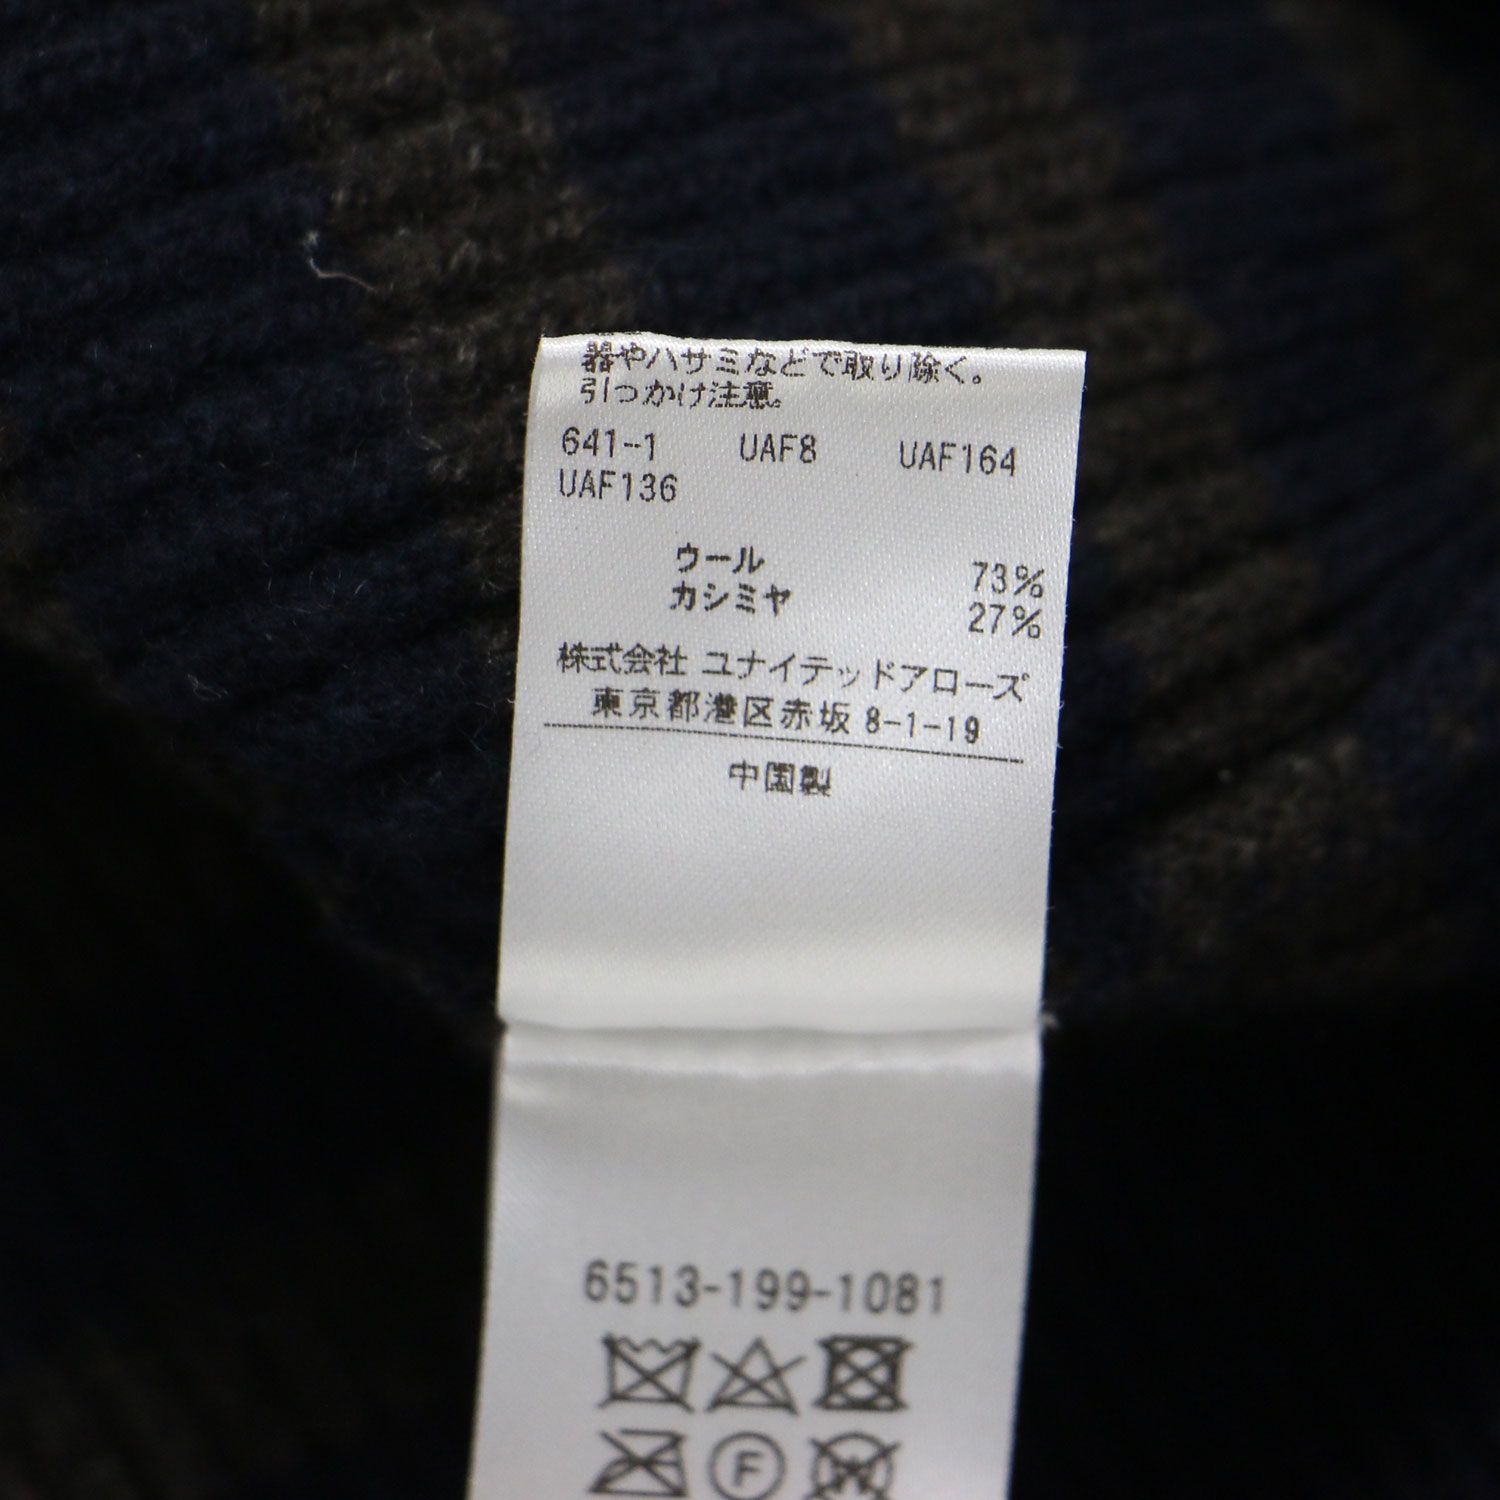 器やハサミなどで取り除く。
引っかけ注意。
641-1 UAF8 UAF164
UAF136
ウール 73%
カシミヤ 27%
株式会社 ユナイテッドアローズ
東京都港区赤坂 8-1-19
中国製
6513-199-1081
F W